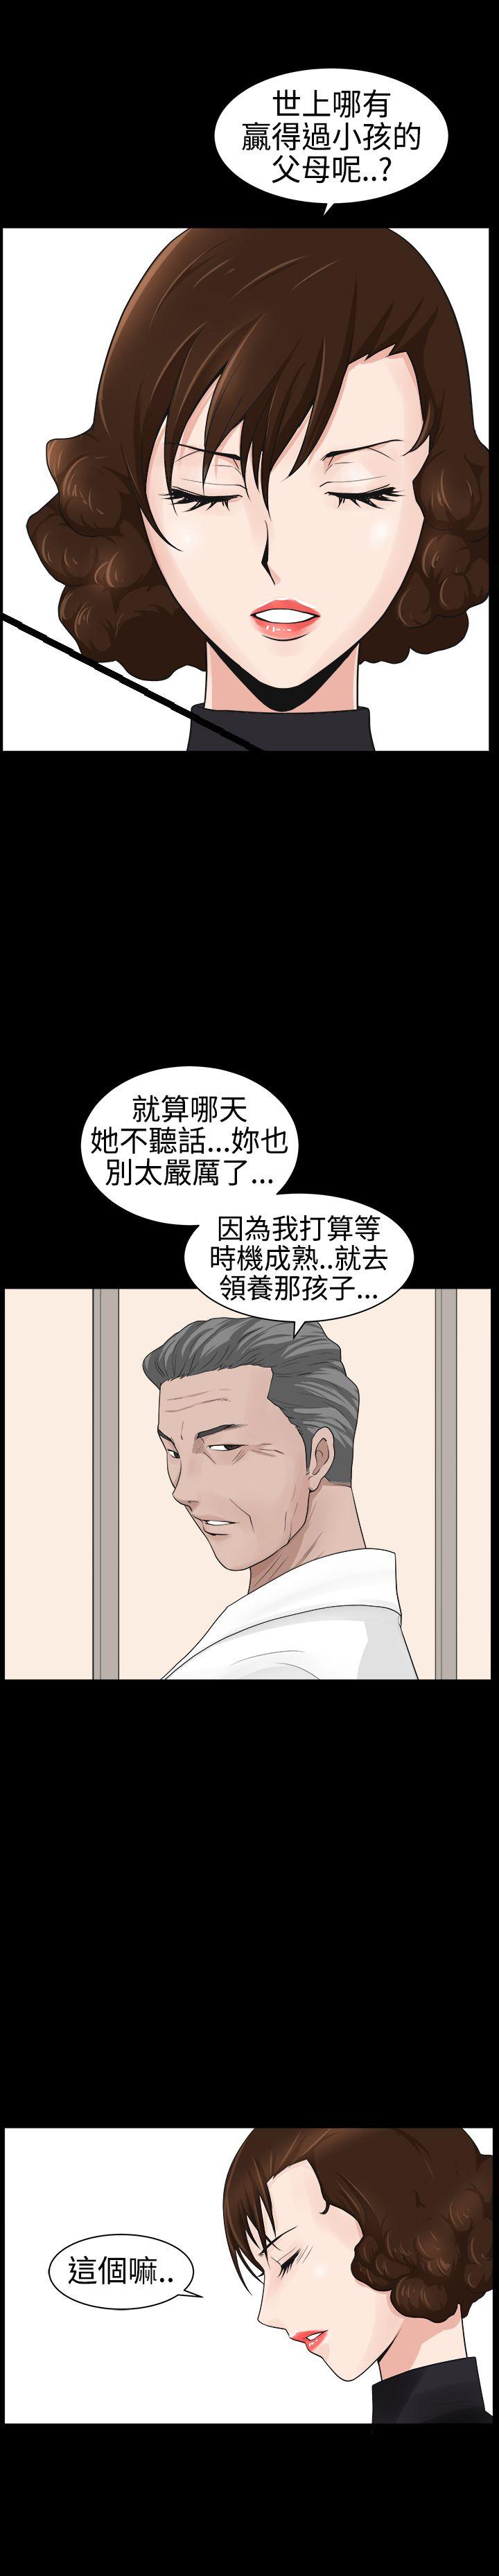 世上哪有
贏得過小孩的
父母呢..?
就算哪天
她不聽話...妳也
別太嚴厲了...
因為我打算等
時機成熟..就去
領養那孩子...
這個嘛..